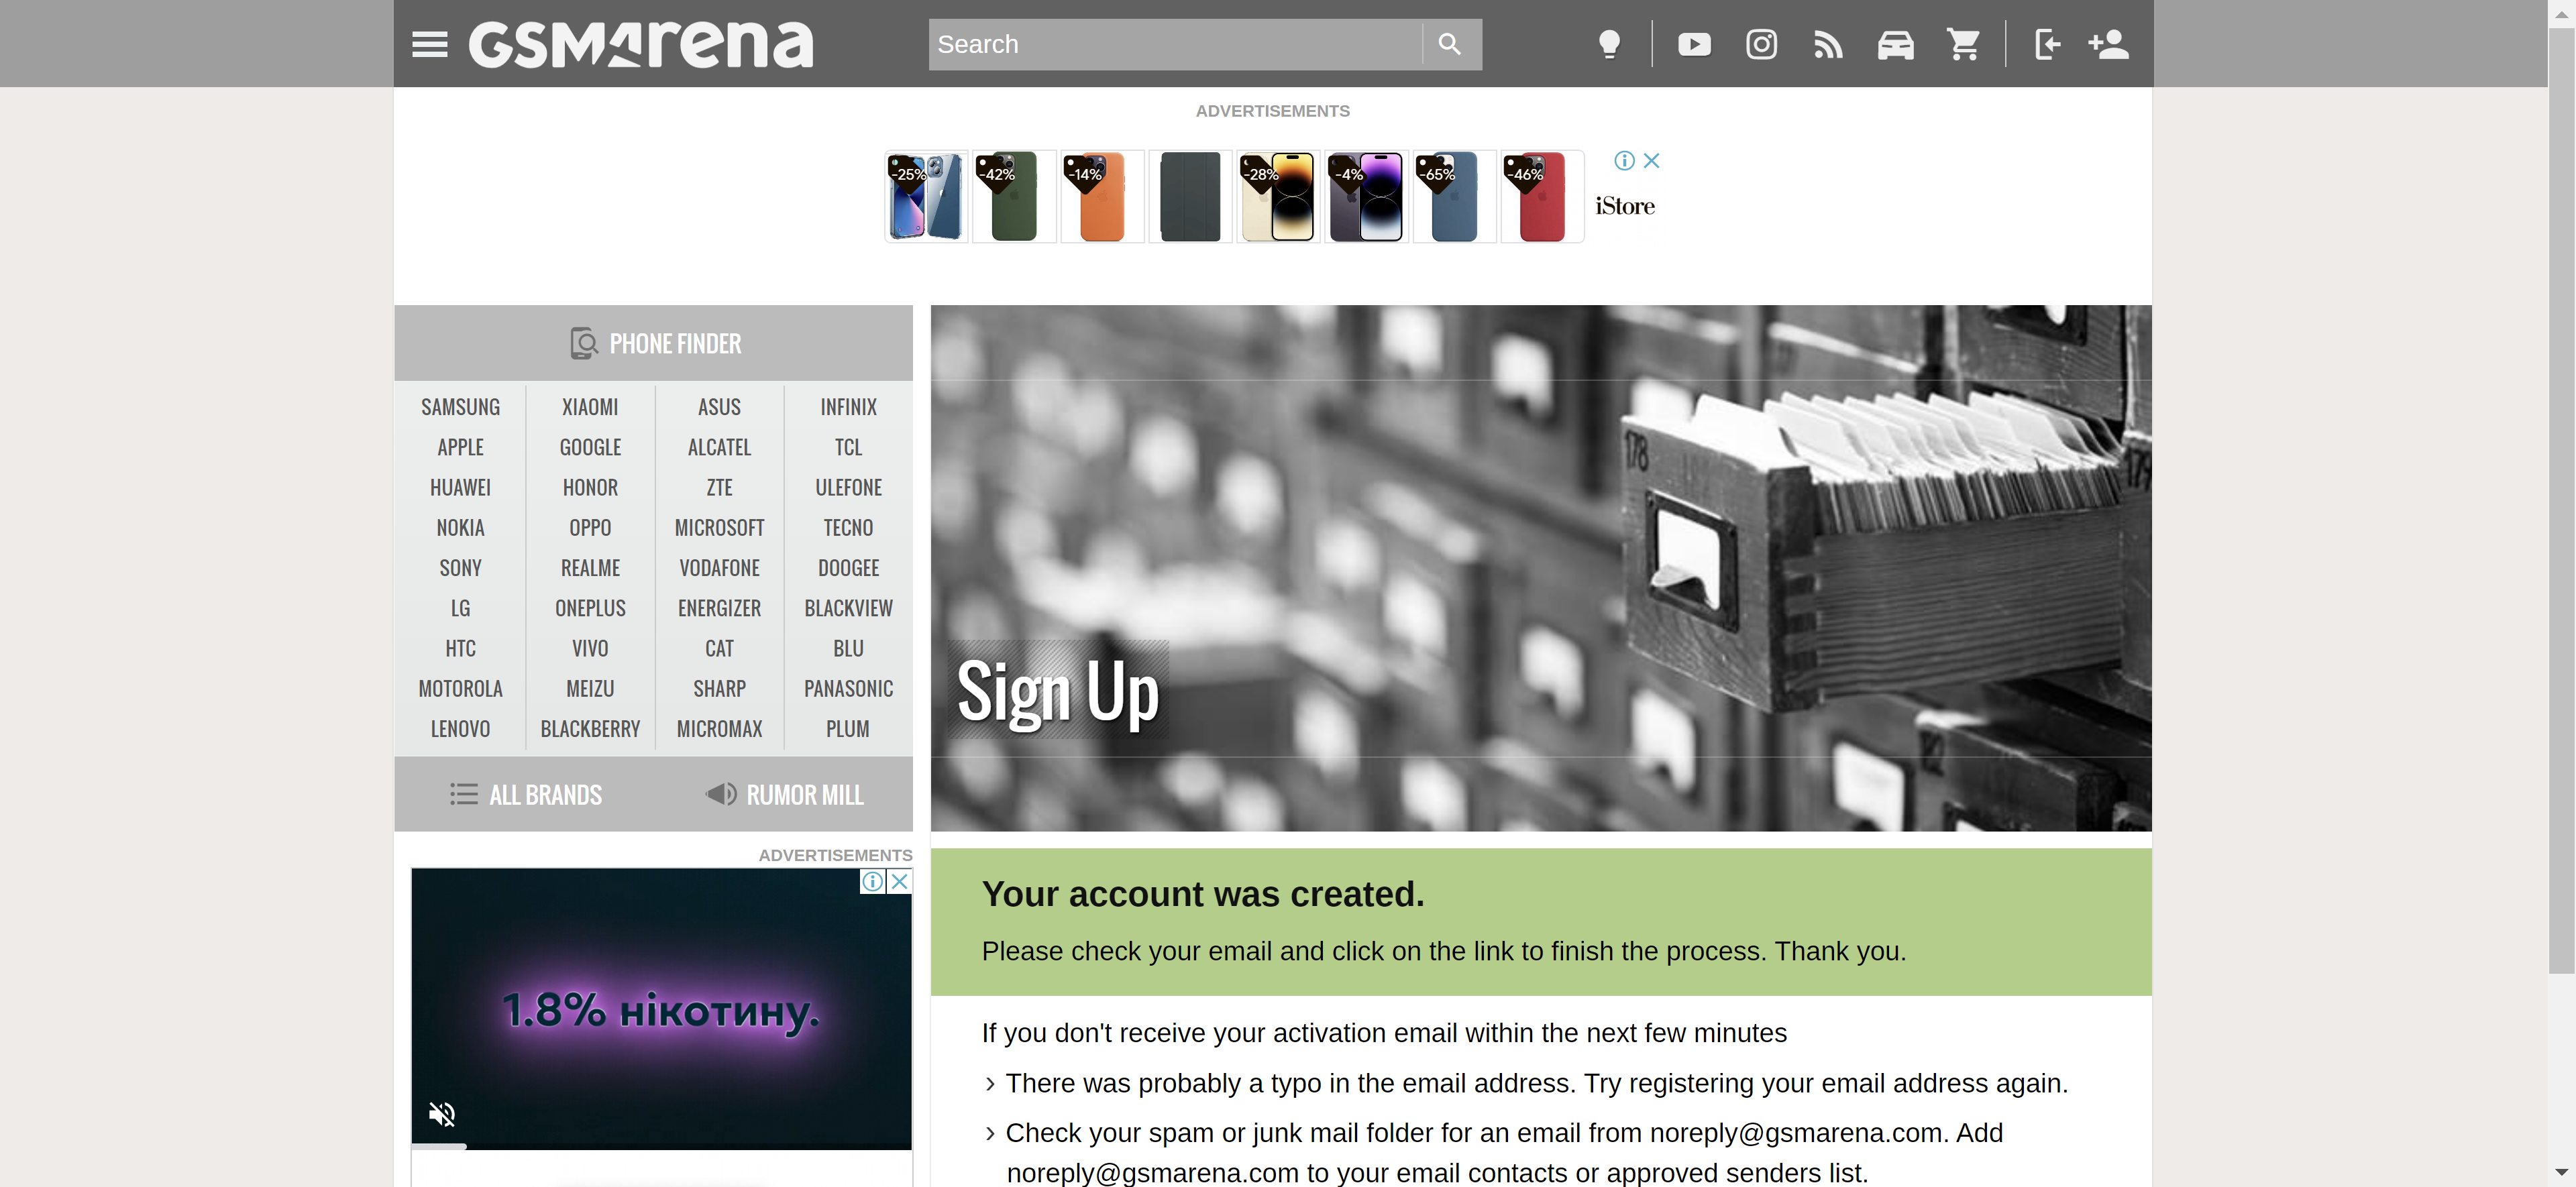 GSMArena
Search
ADVERTISEMENTS
-25%
-42%
-14%
-28%
-4%
-65%
-46%
iStore
PHONE FINDER
SAMSUNG XIAOMI ASUS INFINIX
APPLE GOOGLE ALCATEL TCL
HUAWEI HONOR ZTE ULEFONE
NOKIA OPPO MICROSOFT TECNO
SONY REALME VODAFONE DOOGEE
LG ONEPLUS ENERGIZER BLACKVIEW
HTC VIVO CAT BLU
MOTOROLA MEIZU SHARP PANASONIC
LENOVO BLACKBERRY MICROMAX PLUM
ALL BRANDS RUMOR MILL
178
Sign Up
ADVERTISEMENTS
1.8% нікотину.
Your account was created.
Please check your email and click on the link to finish the process. Thank you.
If you don't receive your activation email within the next few minutes
There was probably a typo in the email address. Try registering your email address again.
Check your spam or junk mail folder for an email from noreply@gsmarena.com. Add
noreply@gsmarena.com to your email contacts or approved senders list.